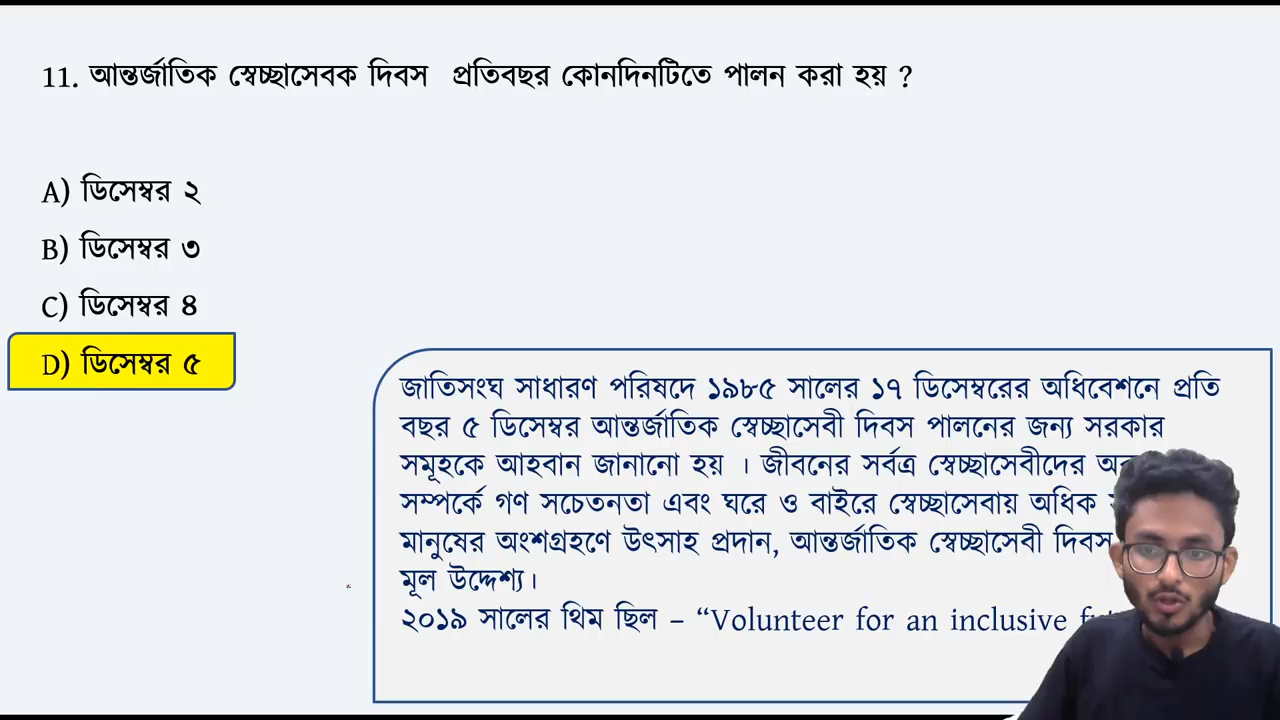 11. আন্তর্জাতিক স্বেচ্ছাসেবক দিবস প্রতিবছর কোনদিনটিতে পালন করা হয় ?
A) ডিসেম্বর ২
B) ডিসেম্বর ৩
C) ডিসেম্বর ৪
D) ডিসেম্বর ৫
জাতিসংঘ সাধারণ পরিষদে ১৯৮৫ সালের ১৭ ডিসেম্বরের অধিবেশনে প্রতি
বছর ৫ ডিসেম্বর আন্তর্জাতিক স্বেচ্ছাসেবী দিবস পালনের জন্য সরকার
সমূহকে আহবান জানানো হয় । জীবনের সর্বত্র স্বেচ্ছাসেবীদের
সম্পর্কে গণ সচেতনতা এবং ঘরে ও বাইরে স্বেচ্ছাসেবায় অধিক
মানুষের অংশগ্রহণে উৎসাহ প্রদান, আন্তর্জাতিক স্বেচ্ছাসেবী দিবস
মূল উদ্দেশ্য।
২০১৯ সালের থিম ছিল – “Volunteer for an inclusive